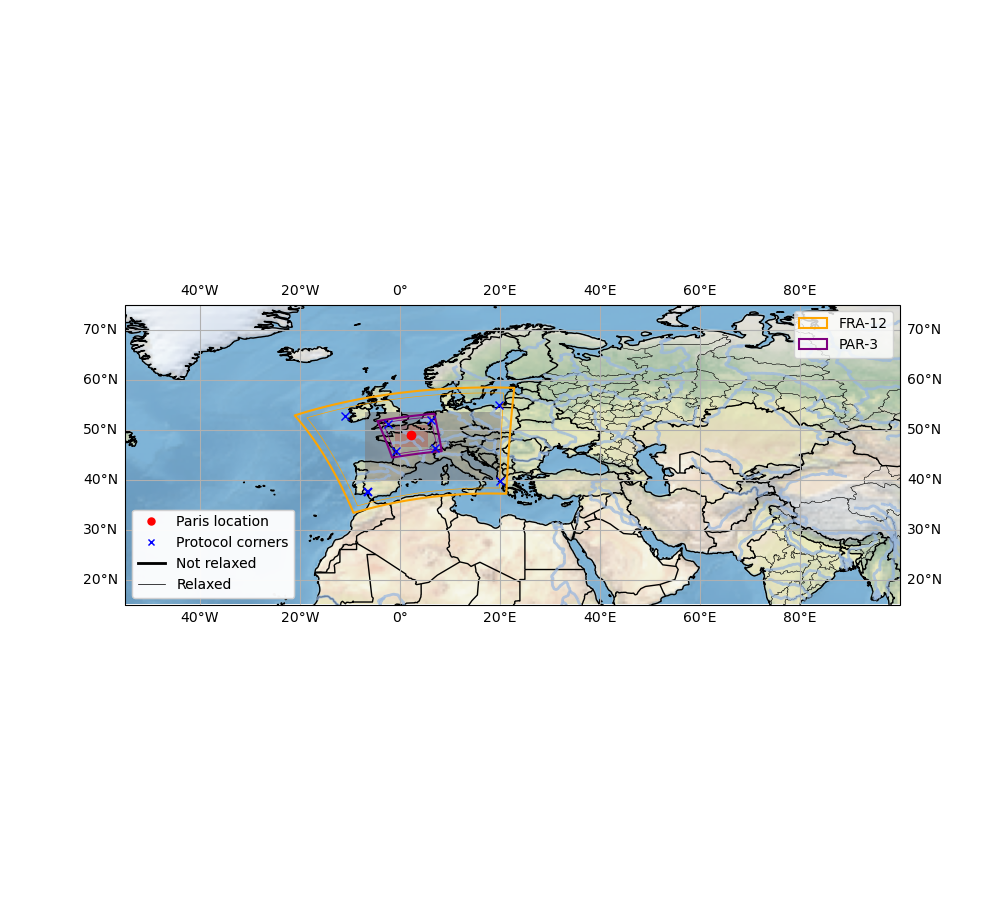 40°W 20°W 0° 20°E 40°E 60°E 80°E
70°N 70°N
60°N 60°N
50°N 50°N
40°N 40°N
30°N 30°N
20°N 20°N
40°W 20°W 0° 20°E 40°E 60°E 80°E
FRA-12
PAR-3
Paris location
Protocol corners
Not relaxed
Relaxed